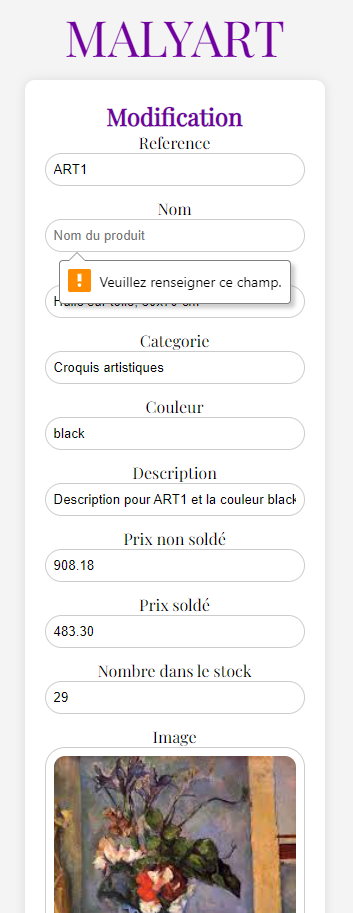 MALYART
Modification
Reference
ART1
Nom
Nom du produit
Veuillez renseigner ce champ.
Categorie
Croquis artistiques
Couleur
black
Description
Description pour ART1 et la couleur black
Prix non soldé
908.18
Prix soldé
483.30
Nombre dans le stock
29
Image